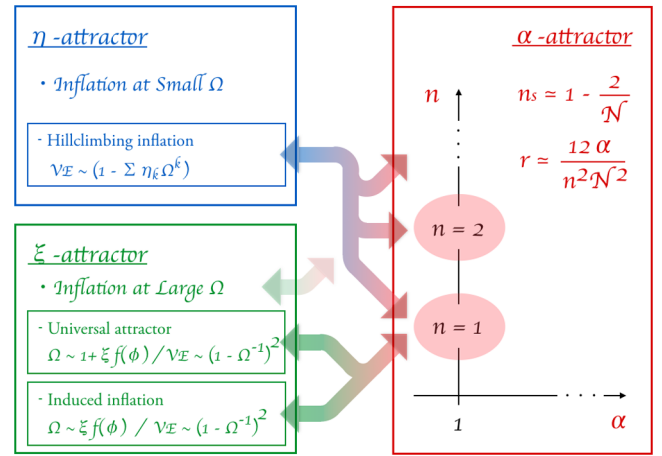 η -attractor
· Inflation at Small Ω
- Hillclimbing inflation
V_E ~ (1 - Σ η_k Ω^k)
ξ -attractor
· Inflation at Large Ω
- Universal attractor
Ω ~ 1+ ξ f(ϕ) / V_E ~ (1 - Ω^-1)^2
- Induced inflation
Ω ~ ξ f(ϕ) / V_E ~ (1 - Ω^-1)^2
α -attractor
n_s ≃ 1 - 2/N
r ≃ 12 α / n^2 N^2
n
n = 2
n = 1
1
α